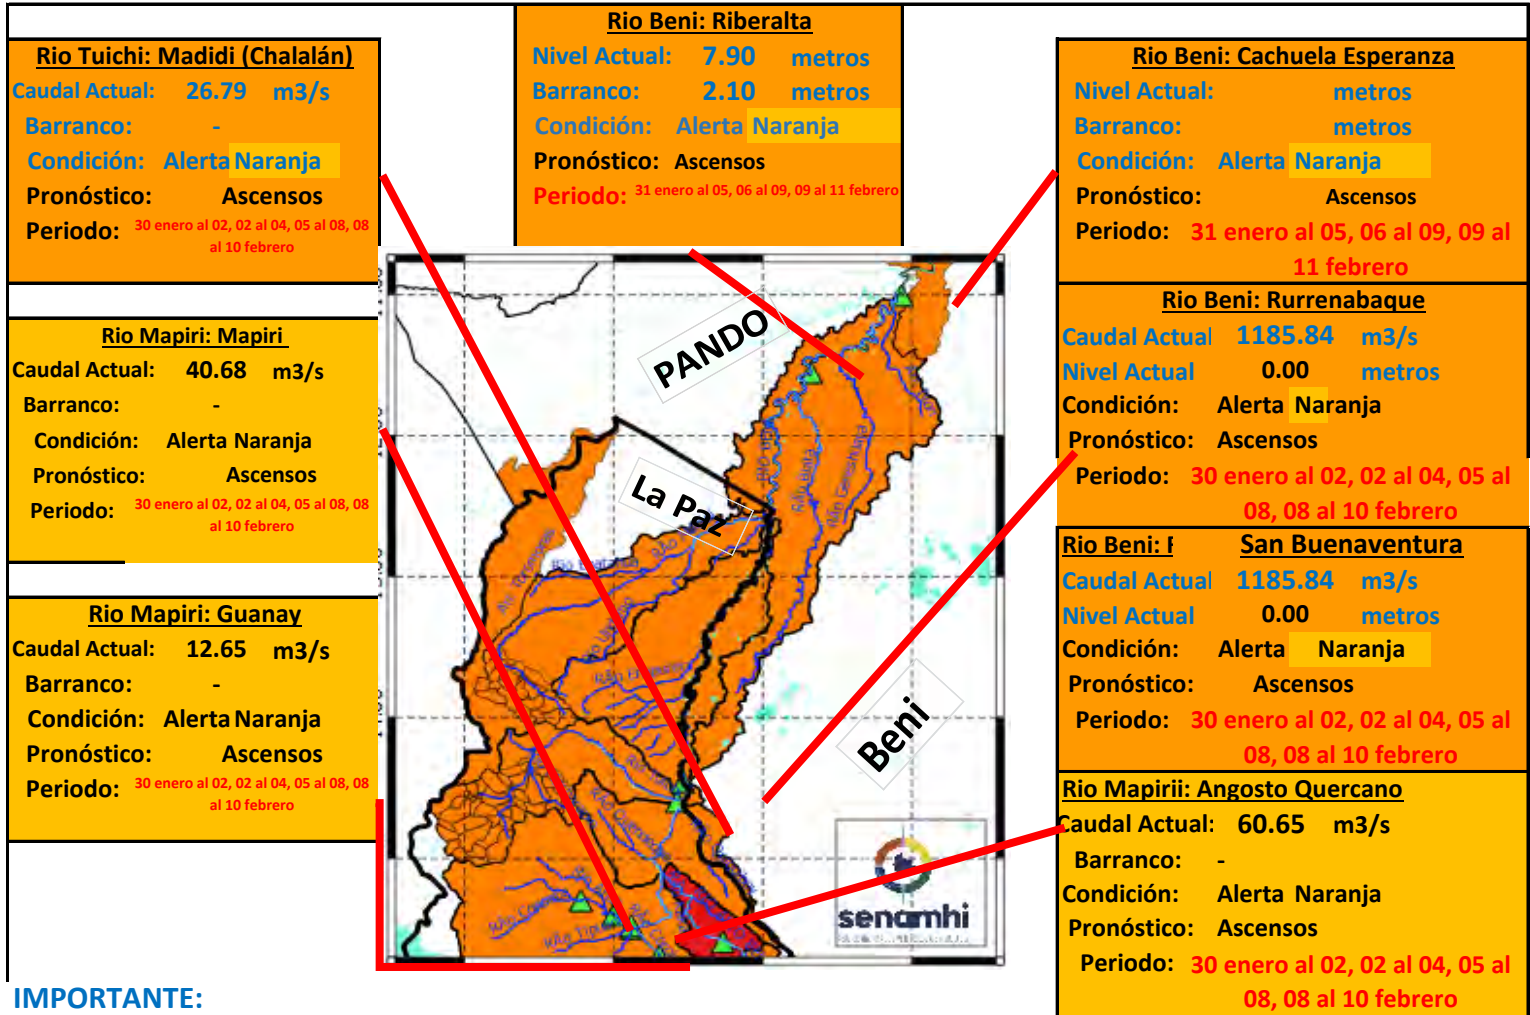 Rio Beni: Riberalta
Nivel Actual: 7.90 metros
Barranco: 2.10 metros
Condición: Alerta Naranja
Pronóstico: Ascensos
Periodo: 31 enero al 05, 06 al 09, 09 al 11 febrero
Rio Tuichi: Madidi (Chalalán)
Caudal Actual: 26.79 m3/s
Barranco: -
Condición: Alerta Naranja
Pronóstico: Ascensos
Periodo: 30 enero al 02, 02 al 04, 05 al 08, 08
al 10 febrero
Rio Mapiri: Mapiri
Caudal Actual: 40.68 m3/s
Barranco: -
Condición: Alerta Naranja
Pronóstico: Ascensos
Periodo: 30 enero al 02, 02 al 04, 05 al 08, 08
al 10 febrero
Rio Mapiri: Guanay
Caudal Actual: 12.65 m3/s
Barranco: -
Condición: Alerta Naranja
Pronóstico: Ascensos
Periodo: 30 enero al 02, 02 al 04, 05 al 08, 08
al 10 febrero
PANDO
La Paz
Beni
senamhi
Rio Beni: Cachuela Esperanza
Nivel Actual: metros
Barranco: metros
Condición: Alerta Naranja
Pronóstico: Ascensos
Periodo: 31 enero al 05, 06 al 09, 09 al
11 febrero
Rio Beni: Rurrenabaque
Caudal Actual 1185.84 m3/s
Nivel Actual 0.00 metros
Condición: Alerta Naranja
Pronóstico: Ascensos
Periodo: 30 enero al 02, 02 al 04, 05 al
08, 08 al 10 febrero
Rio Beni: San Buenaventura
Caudal Actual 1185.84 m3/s
Nivel Actual 0.00 metros
Condición: Alerta Naranja
Pronóstico: Ascensos
Periodo: 30 enero al 02, 02 al 04, 05 al
08, 08 al 10 febrero
Rio Mapirii: Angosto Quercano
Caudal Actual: 60.65 m3/s
Barranco: -
Condición: Alerta Naranja
Pronóstico: Ascensos
Periodo: 30 enero al 02, 02 al 04, 05 al
08, 08 al 10 febrero
IMPORTANTE: